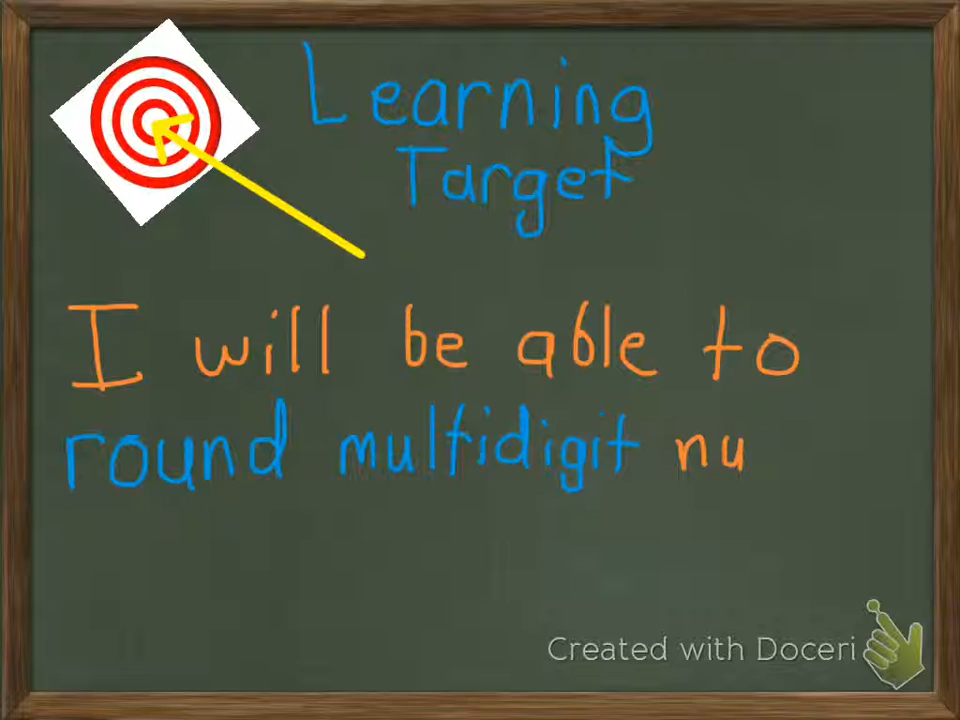 Learning
Target
I will be able to
round multidigit nu
Created with Doceri